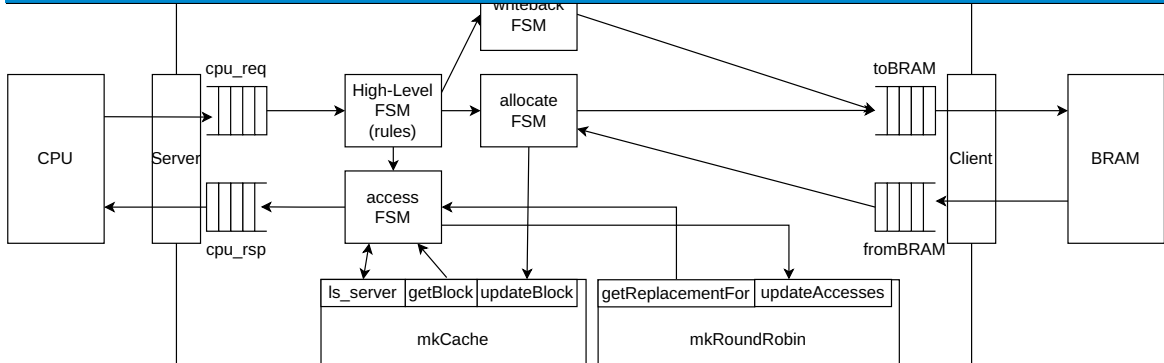 writeback
FSM
cpu_req
toBRAM
High-Level
FSM
(rules)
allocate
FSM
CPU
Server
Client
BRAM
access
FSM
cpu_rsp
fromBRAM
ls_server
getBlock
updateBlock
getReplacementFor
updateAccesses
mkCache
mkRoundRobin